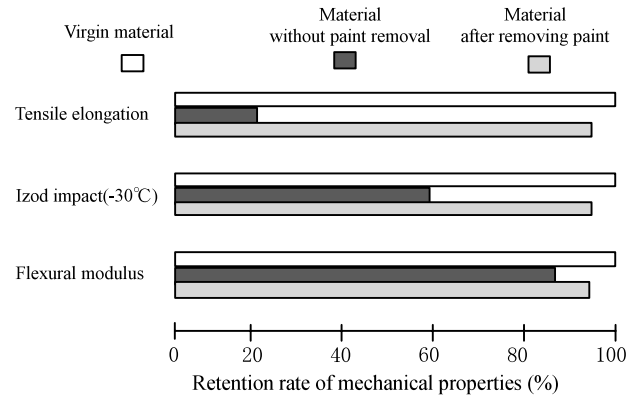 Virgin material
Material
without paint removal
Material
after removing paint
Tensile elongation
Izod impact(-30℃)
Flexural modulus
0 20 40 60 80 100
Retention rate of mechanical properties (%)